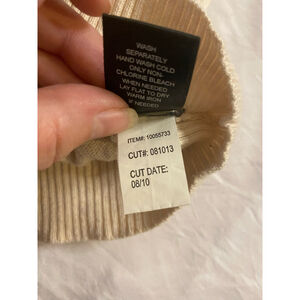 WASH
SEPARATELY
HAND WASH COLD
ONLY NON-
CHLORINE BLEACH
WHEN NEEDED
LAY FLAT TO DRY
WARM IRON
IF NEEDED
ITEM#: 10055733
CUT#: 081013
CUT DATE:
08/10